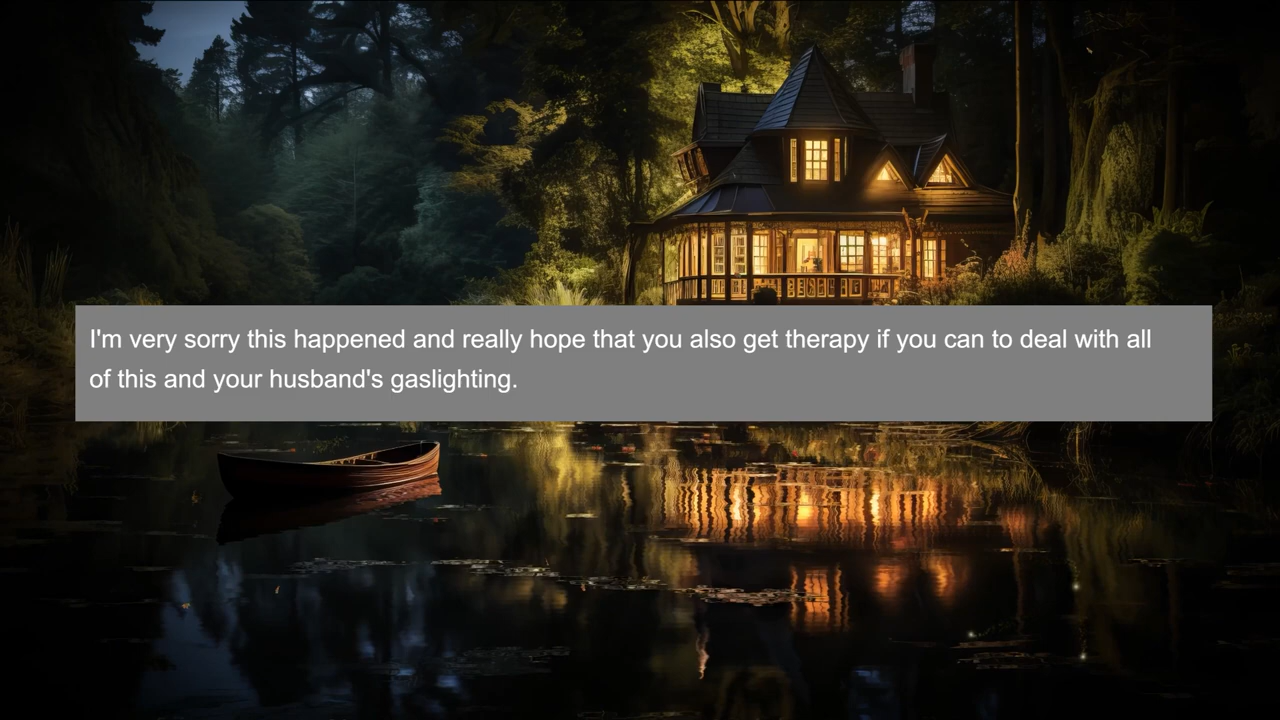 I'm very sorry this happened and really hope that you also get therapy if you can to deal with all
of this and your husband's gaslighting.